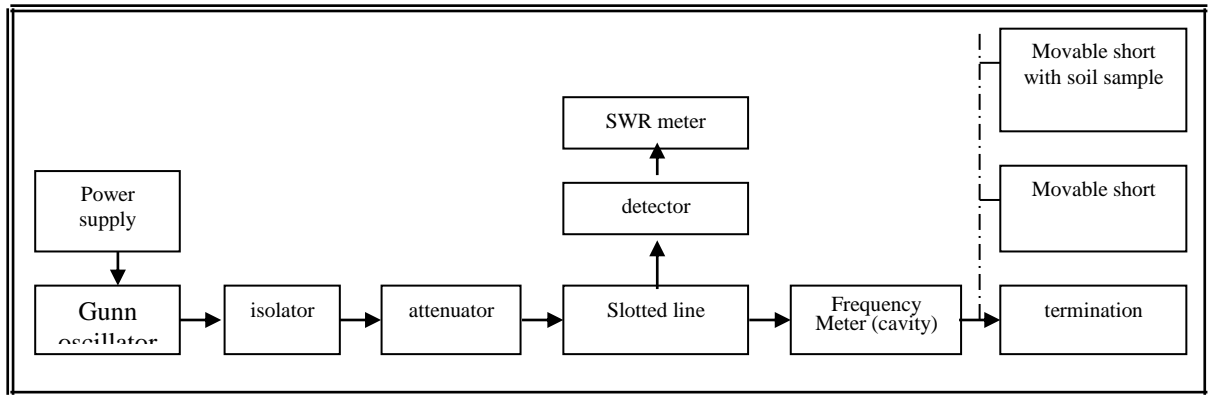 Movable short
with soil sample
SWR meter
Movable short
Power
supply
detector
Gunn
oscillator
isolator
attenuator
Slotted line
Frequency
Meter (cavity)
termination